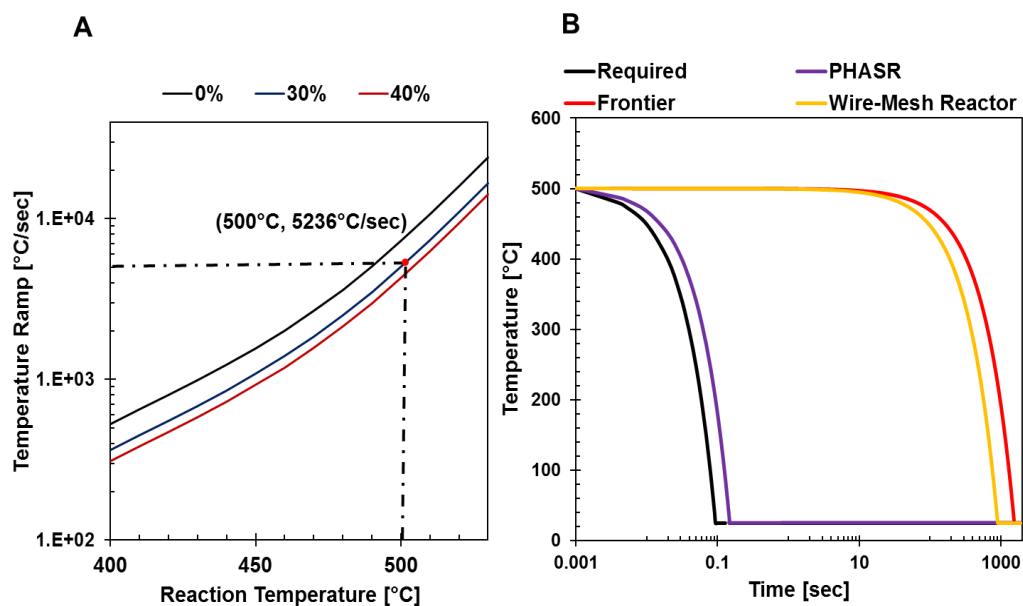 A
0%
30%
40%
Temperature Ramp [°C/sec]
1.E+04
1.E+03
1.E+02
(500°C, 5236°C/sec)
400
450
500
Reaction Temperature [°C]
B
Required
PHASR
Frontier
Wire-Mesh Reactor
Temperature [°C]
600
500
400
300
200
100
0
0.001
0.1
10
1000
Time [sec]